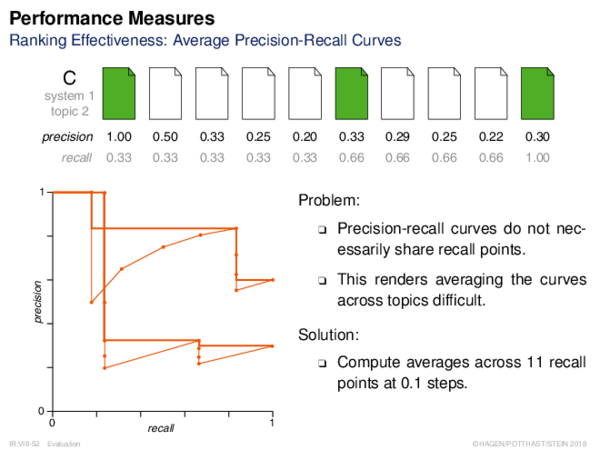 Performance Measures
Ranking Effectiveness: Average Precision-Recall Curves
C
system 1
topic 2
precision 1.00 0.50 0.33 0.25 0.20 0.33 0.29 0.25 0.22 0.30
recall 0.33 0.33 0.33 0.33 0.33 0.66 0.66 0.66 0.66 1.00
1
precision
0
0
recall
1
Problem:
❑ Precision-recall curves do not nec-
essarily share recall points.
❑ This renders averaging the curves
across topics difficult.
Solution:
❑ Compute averages across 11 recall
points at 0.1 steps.
IR:VIII-52 Evaluation
©HAGEN/POTTHAST/STEIN 2018